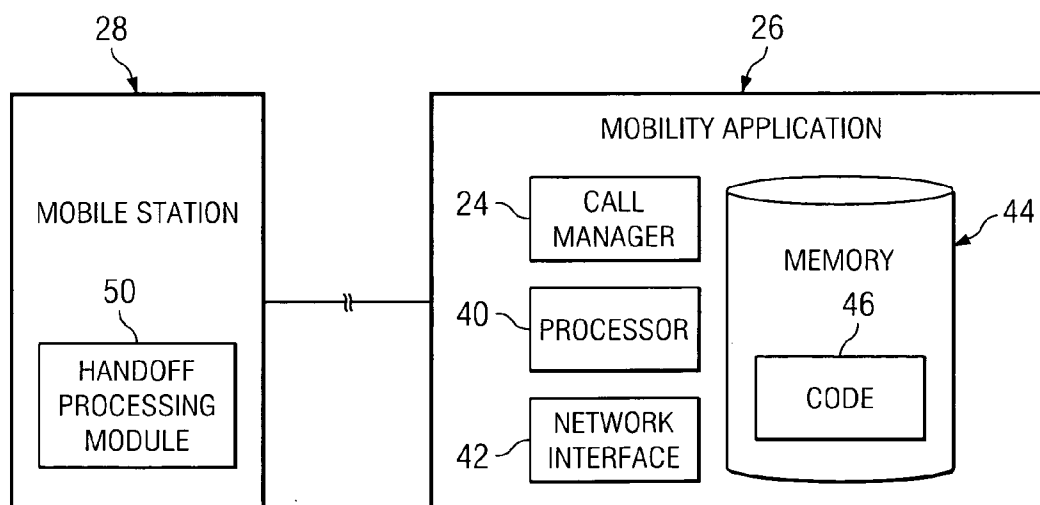 28
26
MOBILE STATION
50
HANDOFF
PROCESSING
MODULE
MOBILITY APPLICATION
24
CALL
MANAGER
40
PROCESSOR
42
NETWORK
INTERFACE
44
MEMORY
46
CODE